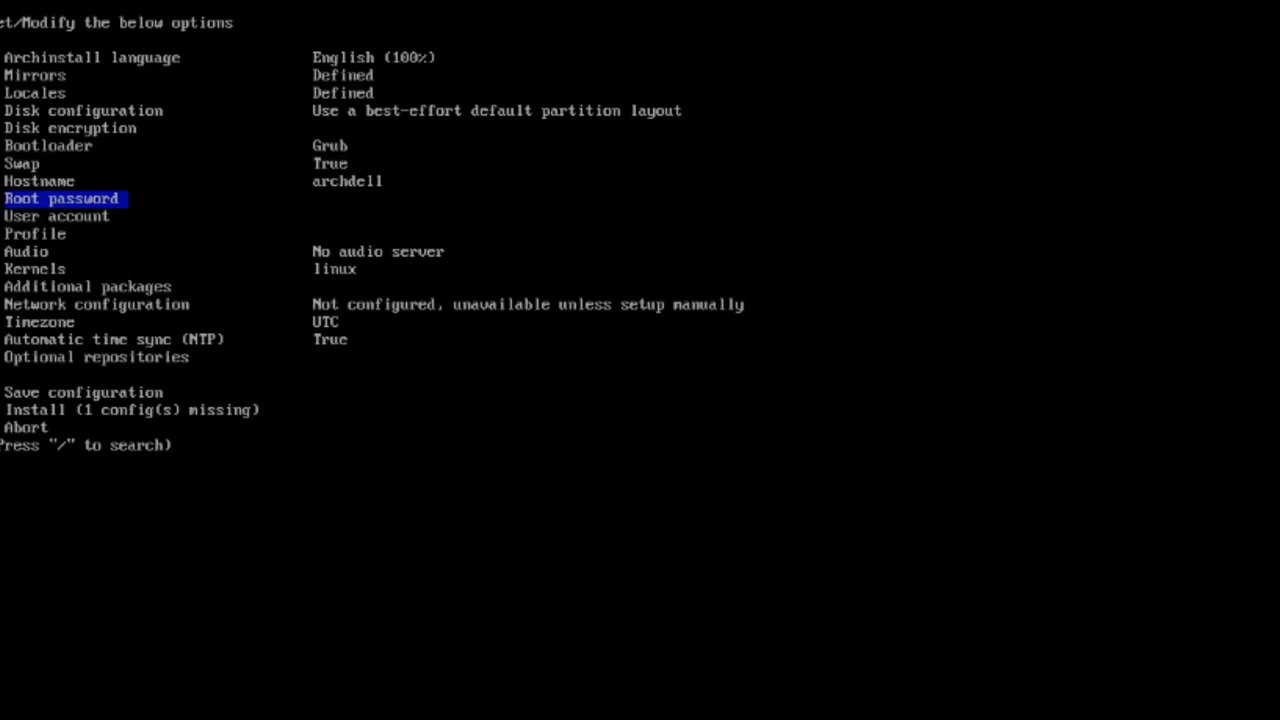 et/Modify the below options
Archinstall language English (100%)
Mirrors Defined
Locales Defined
Disk configuration Use a best-effort default partition layout
Disk encryption
Bootloader Grub
Swap True
Hostname archdell
Root password
User account
Profile
Audio No audio server
Kernels linux
Additional packages
Network configuration Not configured, unavailable unless setup manually
Timezone UTC
Automatic time sync (NTP) True
Optional repositories
Save configuration
Install (1 config(s) missing)
Abort
Press "/" to search)